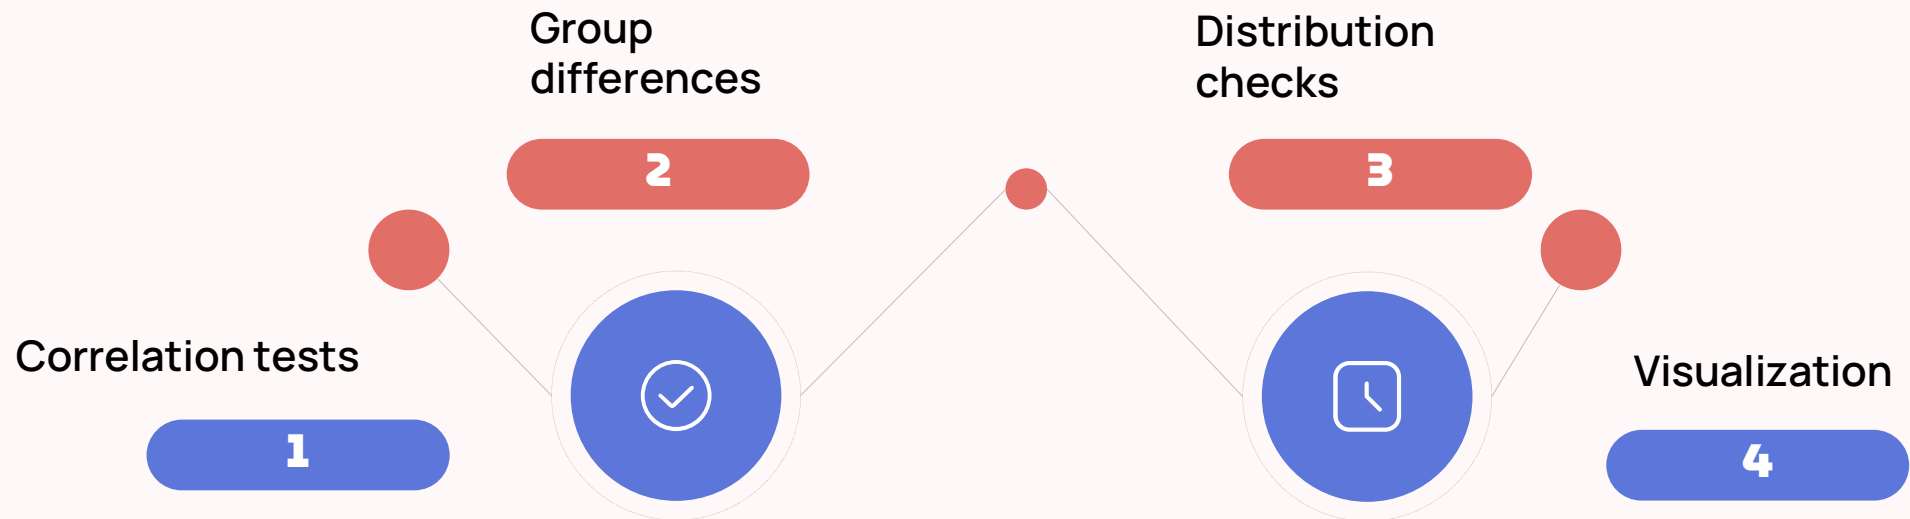 Correlation tests
1
Group
differences
2
Distribution
checks
3
Visualization
4